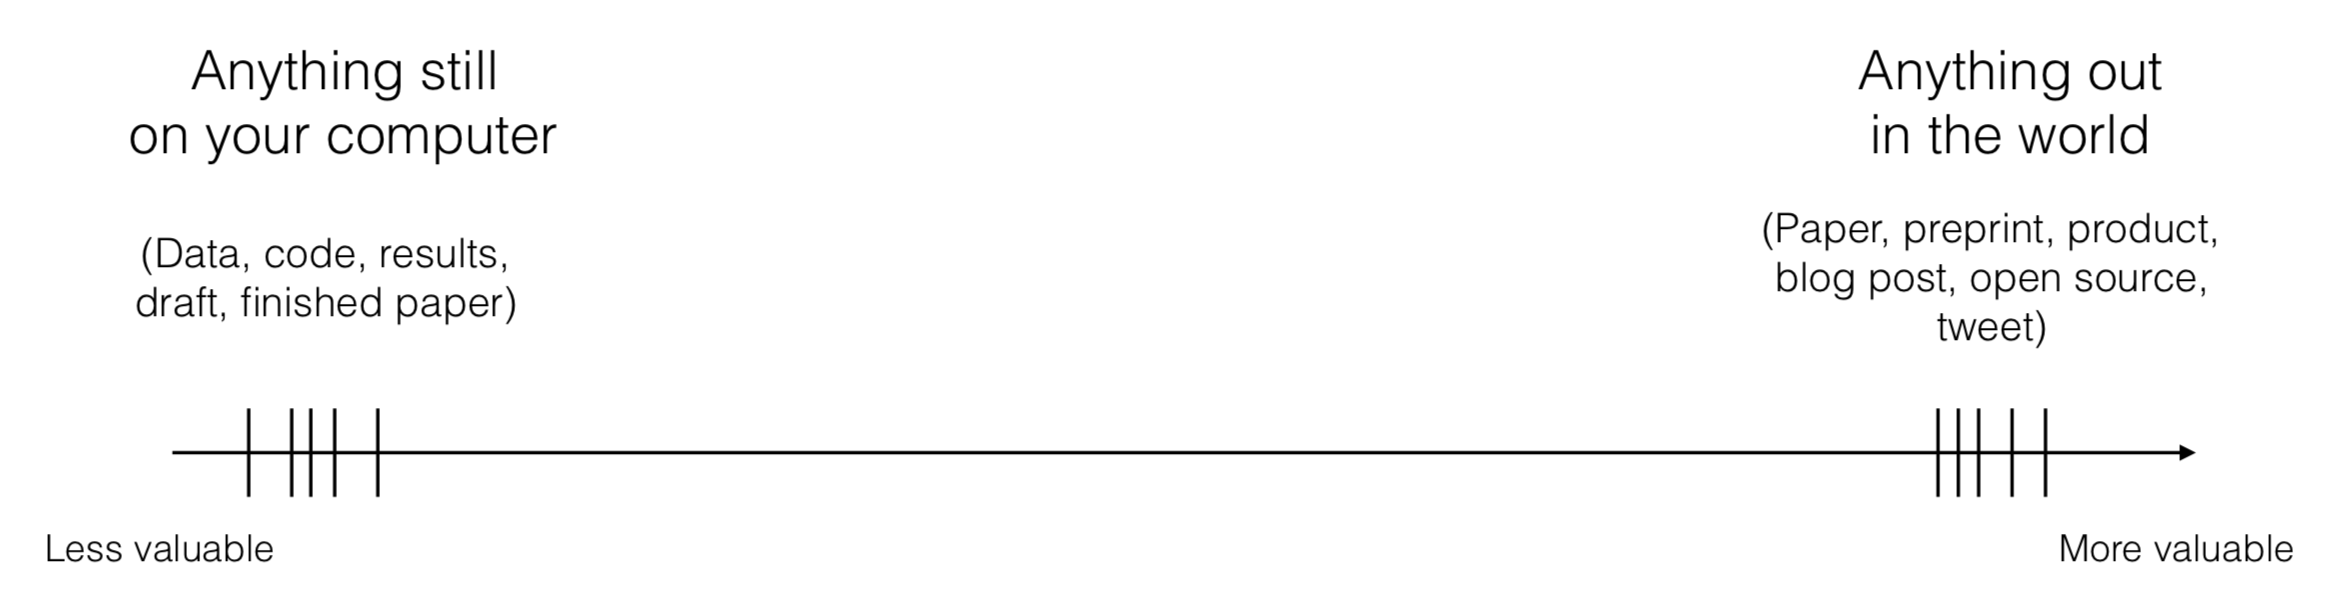 Anything still
on your computer
(Data, code, results,
draft, finished paper)
Anything out
in the world
(Paper, preprint, product,
blog post, open source,
tweet)
Less valuable
More valuable